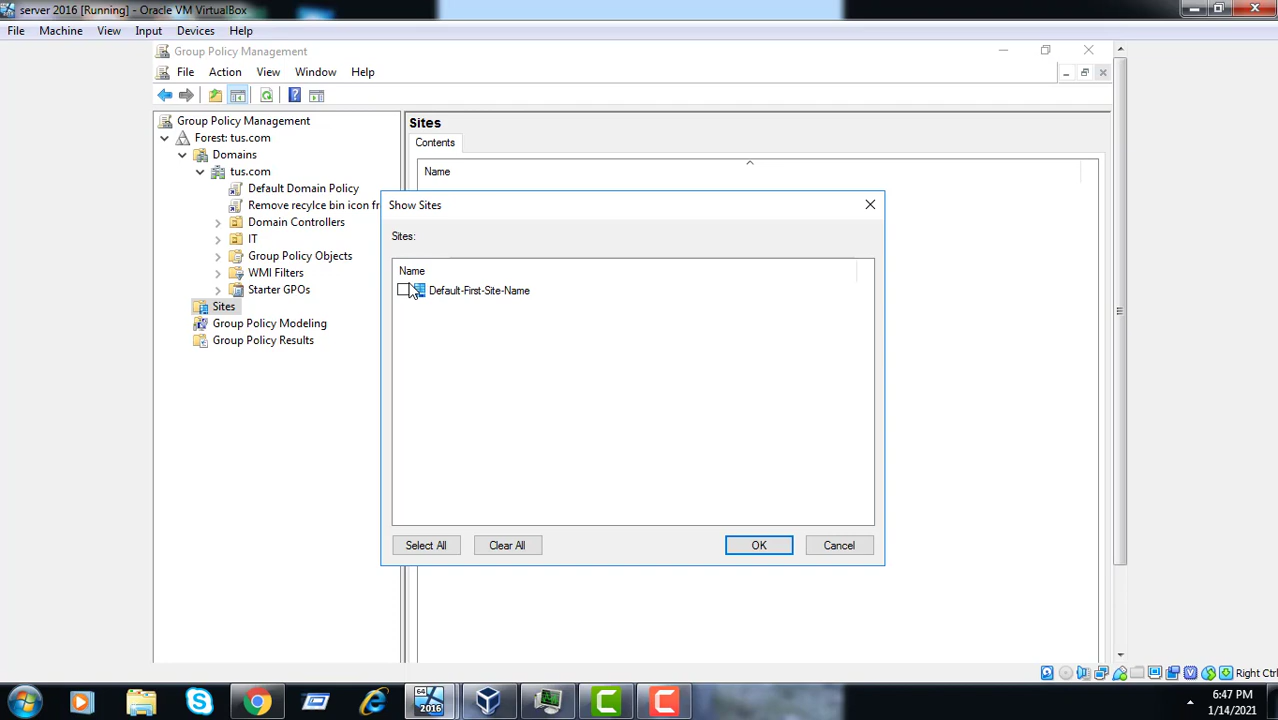 server 2016 [Running] - Oracle VM VirtualBox
File Machine View Input Devices Help
Group Policy Management
File Action View Window Help
Group Policy Management
Forest: tus.com
Domains
tus.com
Default Domain Policy
Remove recylce bin icon fr
Domain Controllers
IT
Group Policy Objects
WMI Filters
Starter GPOs
Sites
Group Policy Modeling
Group Policy Results
Sites
Contents
Name
Show Sites
Sites:
Name
Default-First-Site-Name
Select All
Clear All
OK
Cancel
Right Ctrl
64
2016
6:47 PM
1/14/2021